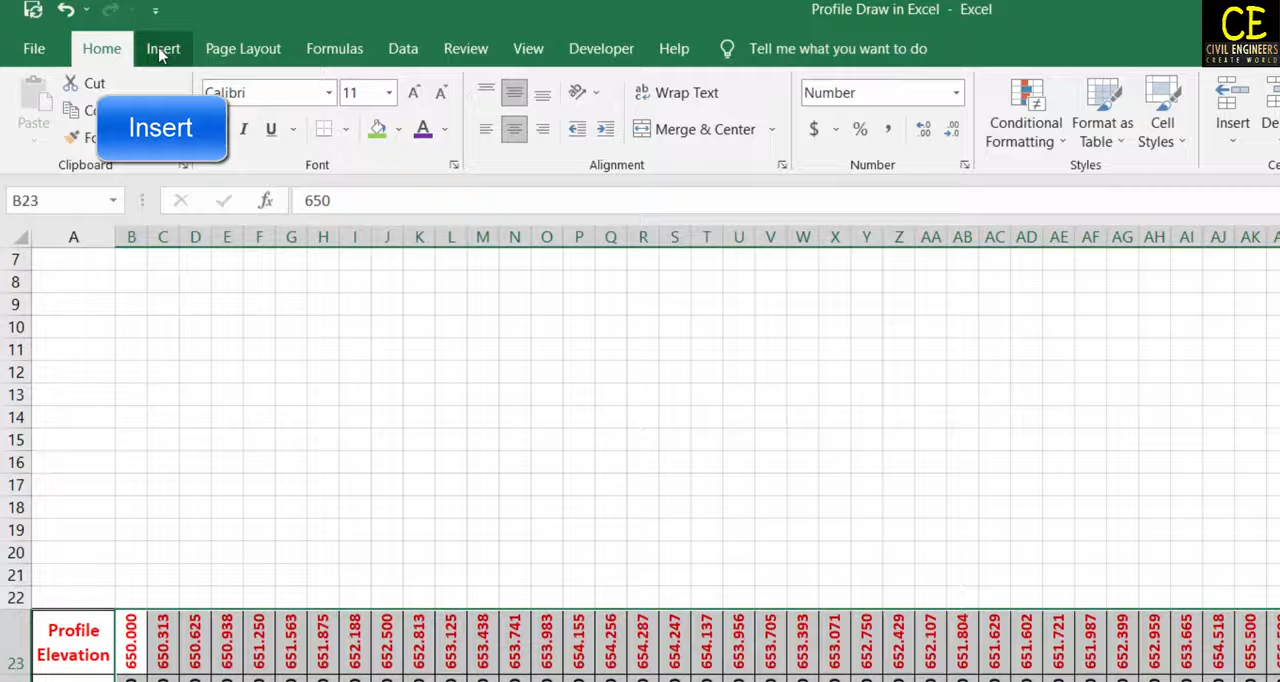 Profile Draw in Excel - Excel
CE
CIVIL ENGINEERS
CREATE WORLD
File Home Insert Page Layout Formulas Data Review View Developer Help Tell me what you want to do
Paste
Cut
Insert
Clipboard
Calibri 11
I U A
Font
Wrap Text
Merge & Center
Alignment
Number
$ % ,
Number
Conditional Formatting
Format as Table
Cell Styles
Styles
Insert
B23 fx 650
A B C D E F G H I J K L M N O P Q R S T U V W X Y Z AA AB AC AD AE AF AG AH AI AJ AK
7
8
9
10
11
12
13
14
15
16
17
18
19
20
21
22
23
Profile
Elevation
650.000 650.313 650.625 650.938 651.250 651.563 651.875 652.188 652.500 652.813 653.125 653.438 653.741 653.983 654.155 654.256 654.287 654.247 654.137 653.956 653.705 653.393 653.071 652.750 652.429 652.107 651.804 651.629 651.602 651.721 651.987 652.399 652.959 653.665 654.518 655.500